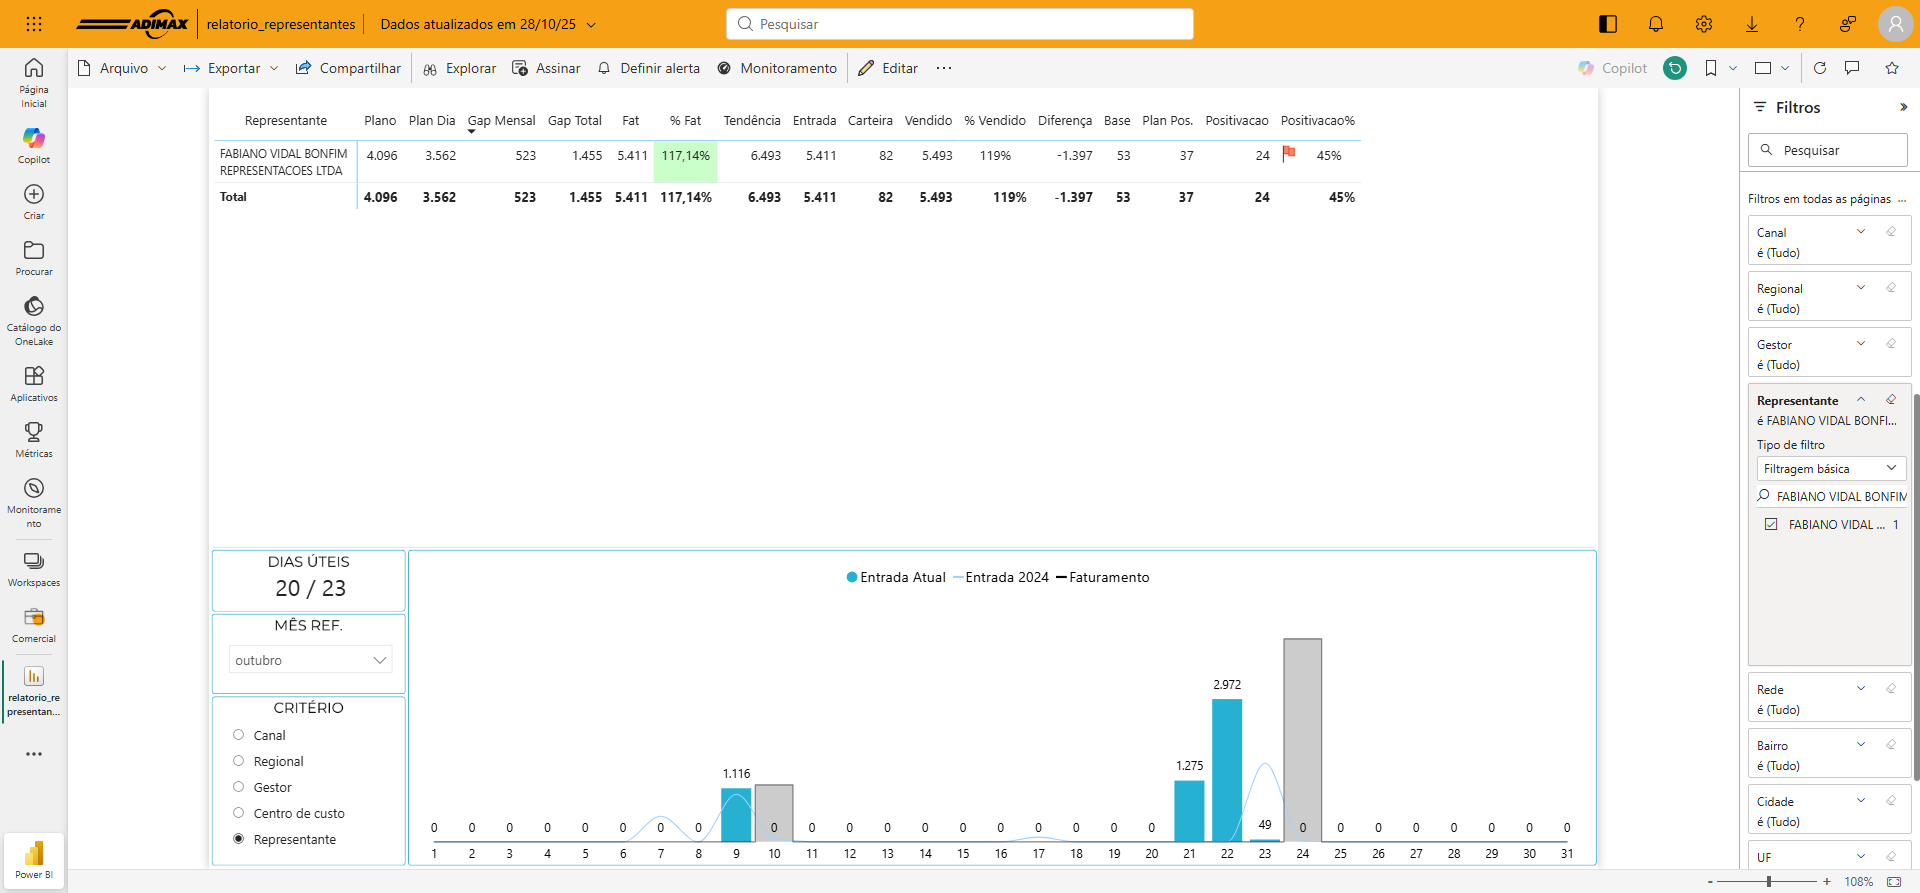 ADIMAX
relatorio_representantes
Dados atualizados em 28/10/25
Pesquisar
Arquivo
Exportar
Compartilhar
Explorar
Assinar
Definir alerta
Monitoramento
Editar
Copilot
Página
Inicial
Copilot
Criar
Procurar
Catálogo do
OneLake
Aplicativos
Métricas
Monitorame
nto
Workspaces
Comercial
relatorio_re
presentan...
Power BI
Representante Plano Plan Dia Gap Mensal Gap Total Fat % Fat Tendência Entrada Carteira Vendido % Vendido Diferença Base Plan Pos. Positivacao Positivacao%
FABIANO VIDAL BONFIM
REPRESENTACOES LTDA
4.096 3.562 523 1.455 5.411 117,14% 6.493 5.411 82 5.493 119% -1.397 53 37 24 45%
Total 4.096 3.562 523 1.455 5.411 117,14% 6.493 5.411 82 5.493 119% -1.397 53 37 24 45%
DIAS ÚTEIS
20 / 23
MÊS REF.
outubro
CRITÉRIO
Canal
Regional
Gestor
Centro de custo
Representante
Entrada Atual Entrada 2024 Faturamento
2.972
1.275
1.116
49
0 0 0 0 0 0 0 0 0 0 0 0 0 0 0 0 0 0 0 0 0 0 0 0 0 0 0
1 2 3 4 5 6 7 8 9 10 11 12 13 14 15 16 17 18 19 20 21 22 23 24 25 26 27 28 29 30 31
Filtros
Pesquisar
Filtros em todas as páginas ...
Canal
é (Tudo)
Regional
é (Tudo)
Gestor
é (Tudo)
Representante
é FABIANO VIDAL BONFI...
Tipo de filtro
Filtragem básica
FABIANO VIDAL BONFIM
FABIANO VIDAL ... 1
Rede
é (Tudo)
Bairro
é (Tudo)
Cidade
é (Tudo)
UF
- + 108%